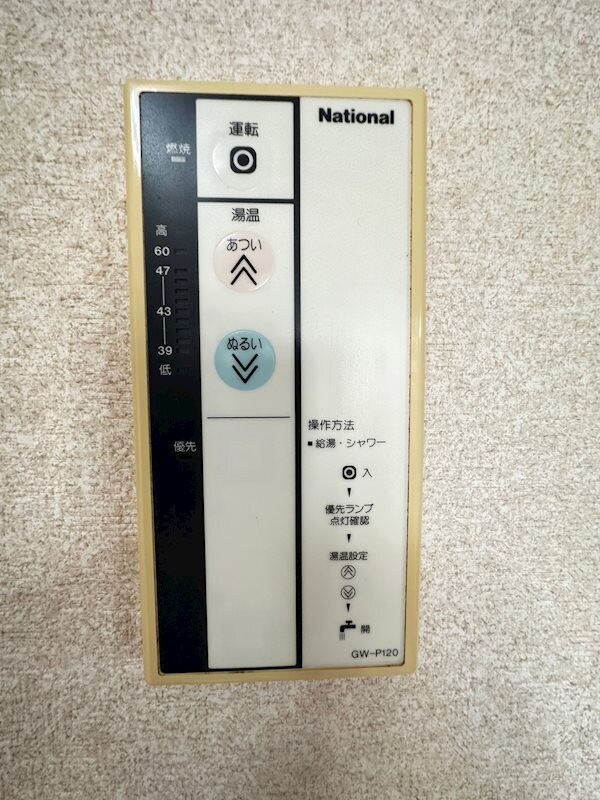 National
運転
燃焼
湯温
高
60
47
43
39
低
あつい
ぬるい
優先
操作方法
■給湯・シャワー
入
優先ランプ
点灯確認
湯温設定
開
GW-P120